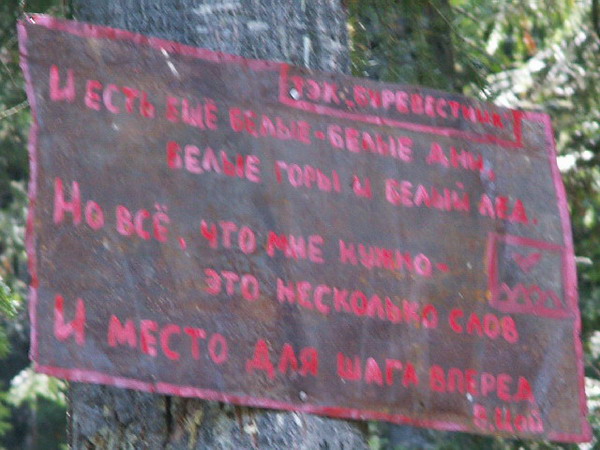 ТЭК "БУРЕВЕСТНИК"
И ЕСТЬ ЕЩЁ БЕЛЫЕ-БЕЛЫЕ ДНИ,
БЕЛЫЕ ГОРЫ И БЕЛЫЙ ЛЁД.
НО ВСЁ, ЧТО МНЕ НУЖНО-
ЭТО НЕСКОЛЬКО СЛОВ
И МЕСТО ДЛЯ ШАГА ВПЕРЕД
В.ЦОЙ